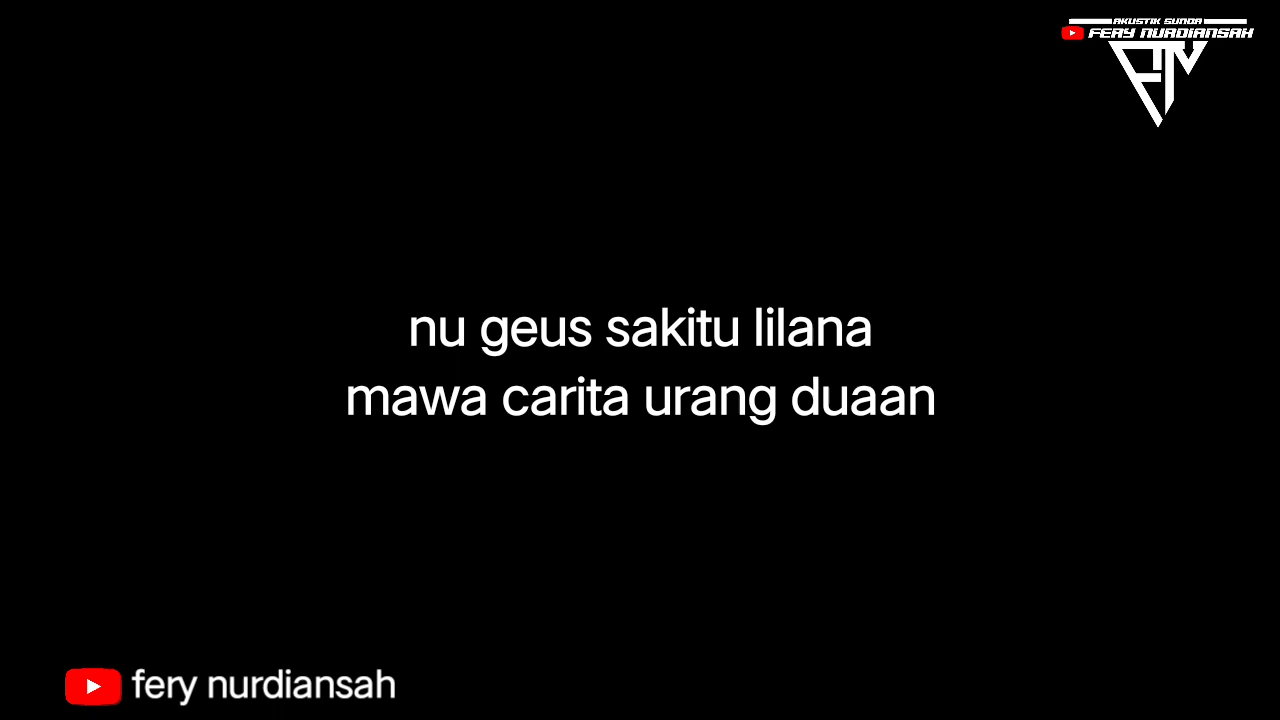 AKUSTIK SUNDA
FERY NURDIANSAH
nu geus sakitu lilana
mawa carita urang duaan
fery nurdiansah